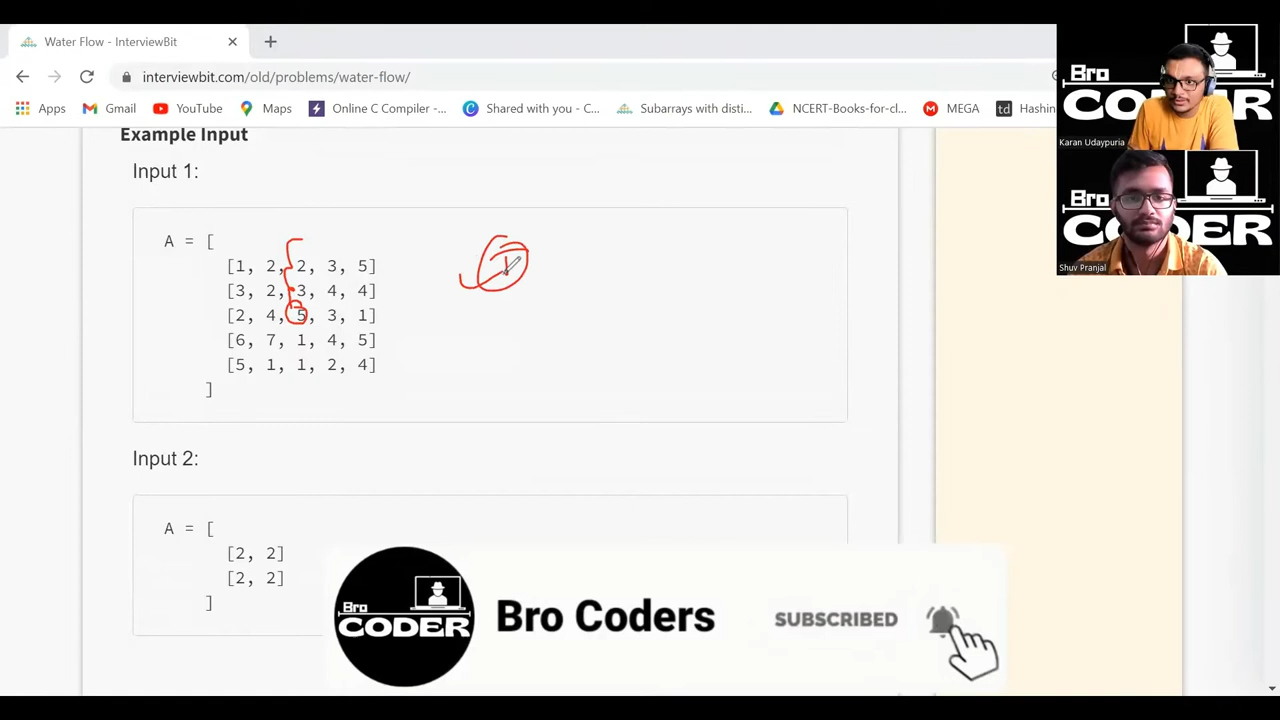 Water Flow - InterviewBit
interviewbit.com/old/problems/water-flow/
Apps Gmail YouTube Maps Online C Compiler -... Shared with you - C... Subarrays with disti... NCERT-Books-for-cl... MEGA Hashin
Bro
CODER
Karan Udaypuria
Bro
CODER
Shuv Pranjal
Example Input
Input 1:
A = [
[1, 2, 2, 3, 5]
[3, 2, 3, 4, 4]
[2, 4, 5, 3, 1]
[6, 7, 1, 4, 5]
[5, 1, 1, 2, 4]
]
Input 2:
A = [
[2, 2]
[2, 2]
]
Bro
CODER
Bro Coders
SUBSCRIBED